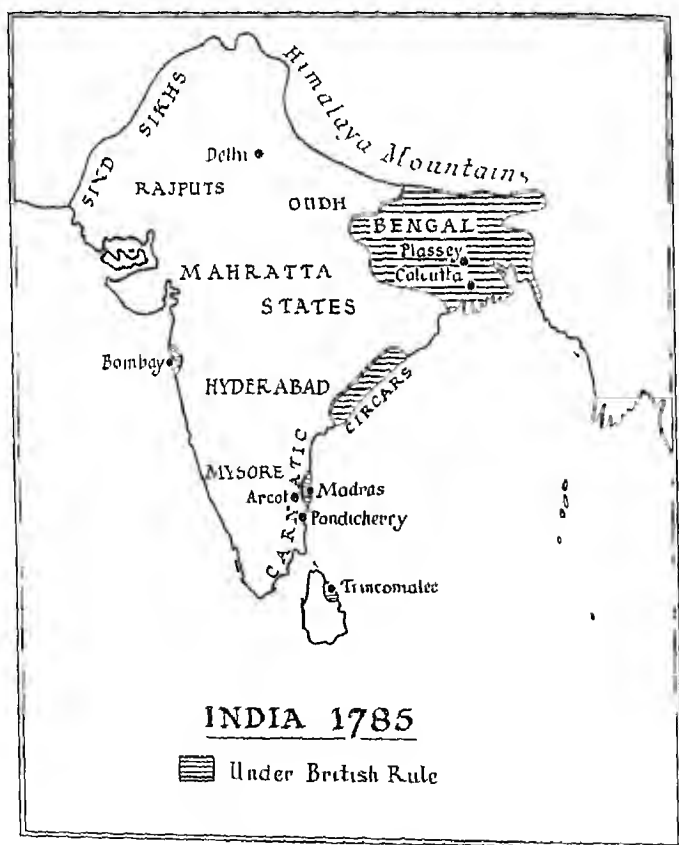 Himalaya Mountains
SIND
SIKHS
Delhi
RAJPUTS
OUDH
BENGAL
Plassey
Calcutta
MAHRATTA
STATES
Bombay
HYDERABAD
CIRCARS
MYSORE
CARNATIC
Arcot
Madras
Pondicherry
Trincomalee
INDIA 1785
Under British Rule